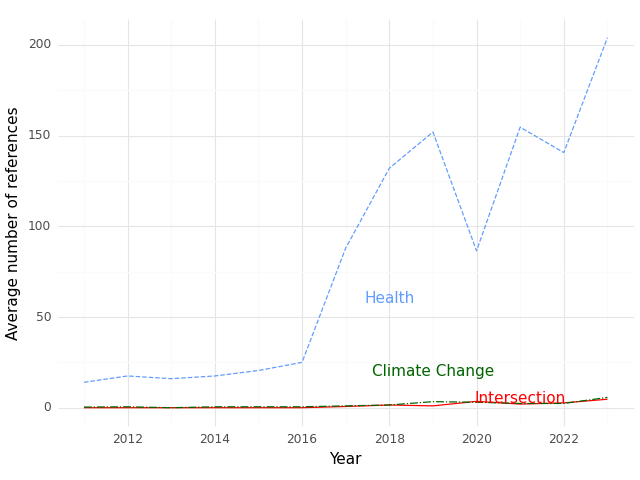 Average number of references
200
150
100
50
0
Health
Climate Change
Intersection
2012 2014 2016 2018 2020 2022
Year